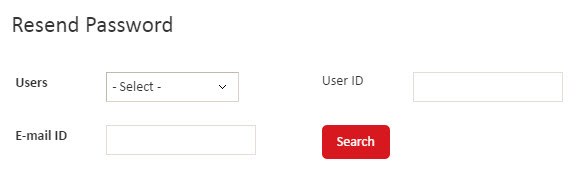 Resend Password
Users - Select - User ID
E-mail ID Search